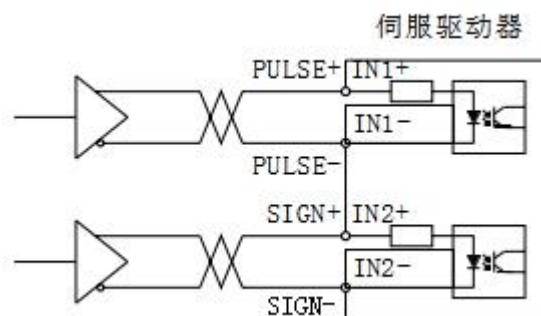 伺服驱动器
PULSE+ IN1+
IN1-
PULSE-
SIGN+ IN2+
IN2-
SIGN-